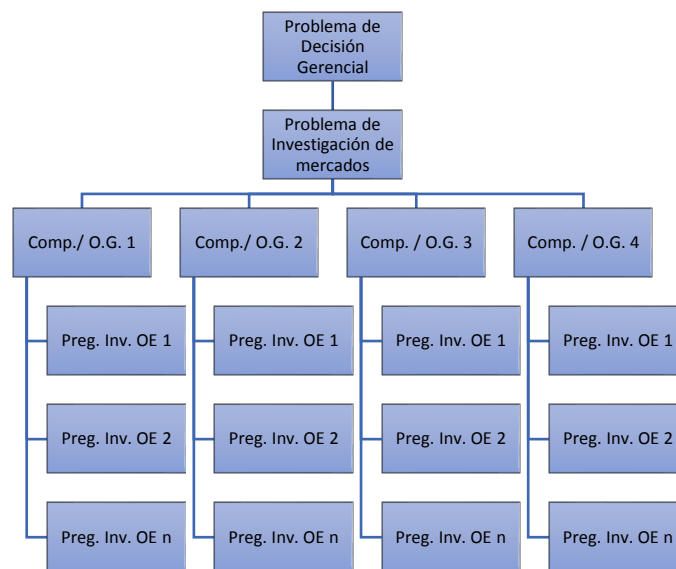 Problema de
Decisión
Gerencial
Problema de
Investigación de
mercados
Comp./ O.G. 1
Comp./ O.G. 2
Comp. / O.G. 3
Comp. / O.G. 4
Preg. Inv. OE 1
Preg. Inv. OE 1
Preg. Inv. OE 1
Preg. Inv. OE 1
Preg. Inv. OE 2
Preg. Inv. OE 2
Preg. Inv. OE 2
Preg. Inv. OE 2
Preg. Inv. OE n
Preg. Inv. OE n
Preg. Inv. OE n
Preg. Inv. OE n